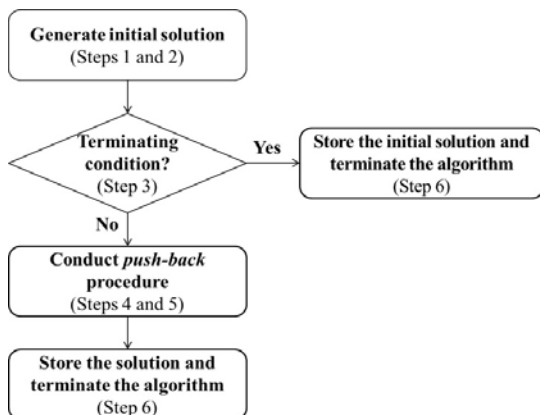 Generate initial solution
(Steps 1 and 2)
Terminating
condition?
(Step 3)
Yes
Store the initial solution and
terminate the algorithm
(Step 6)
No
Conduct push-back
procedure
(Steps 4 and 5)
Store the solution and
terminate the algorithm
(Step 6)